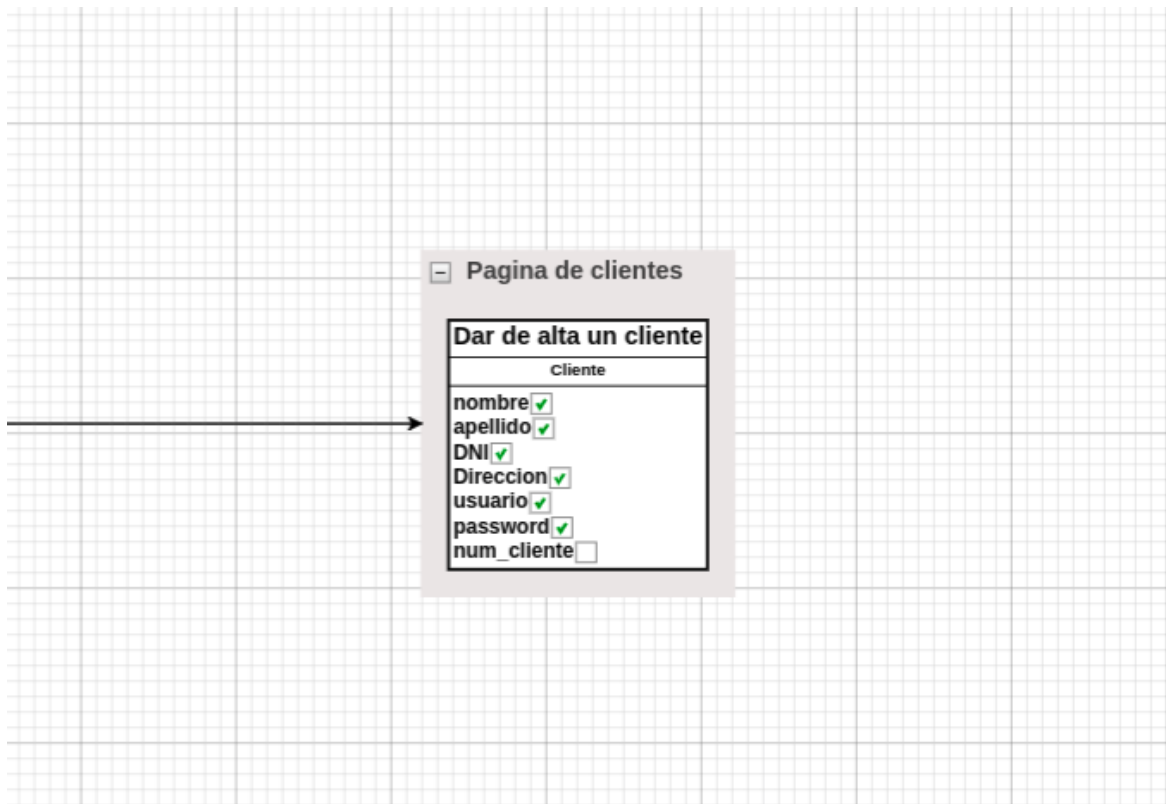 Pagina de clientes
Dar de alta un cliente
Cliente
nombre
apellido
DNI
Direccion
usuario
password
num_cliente